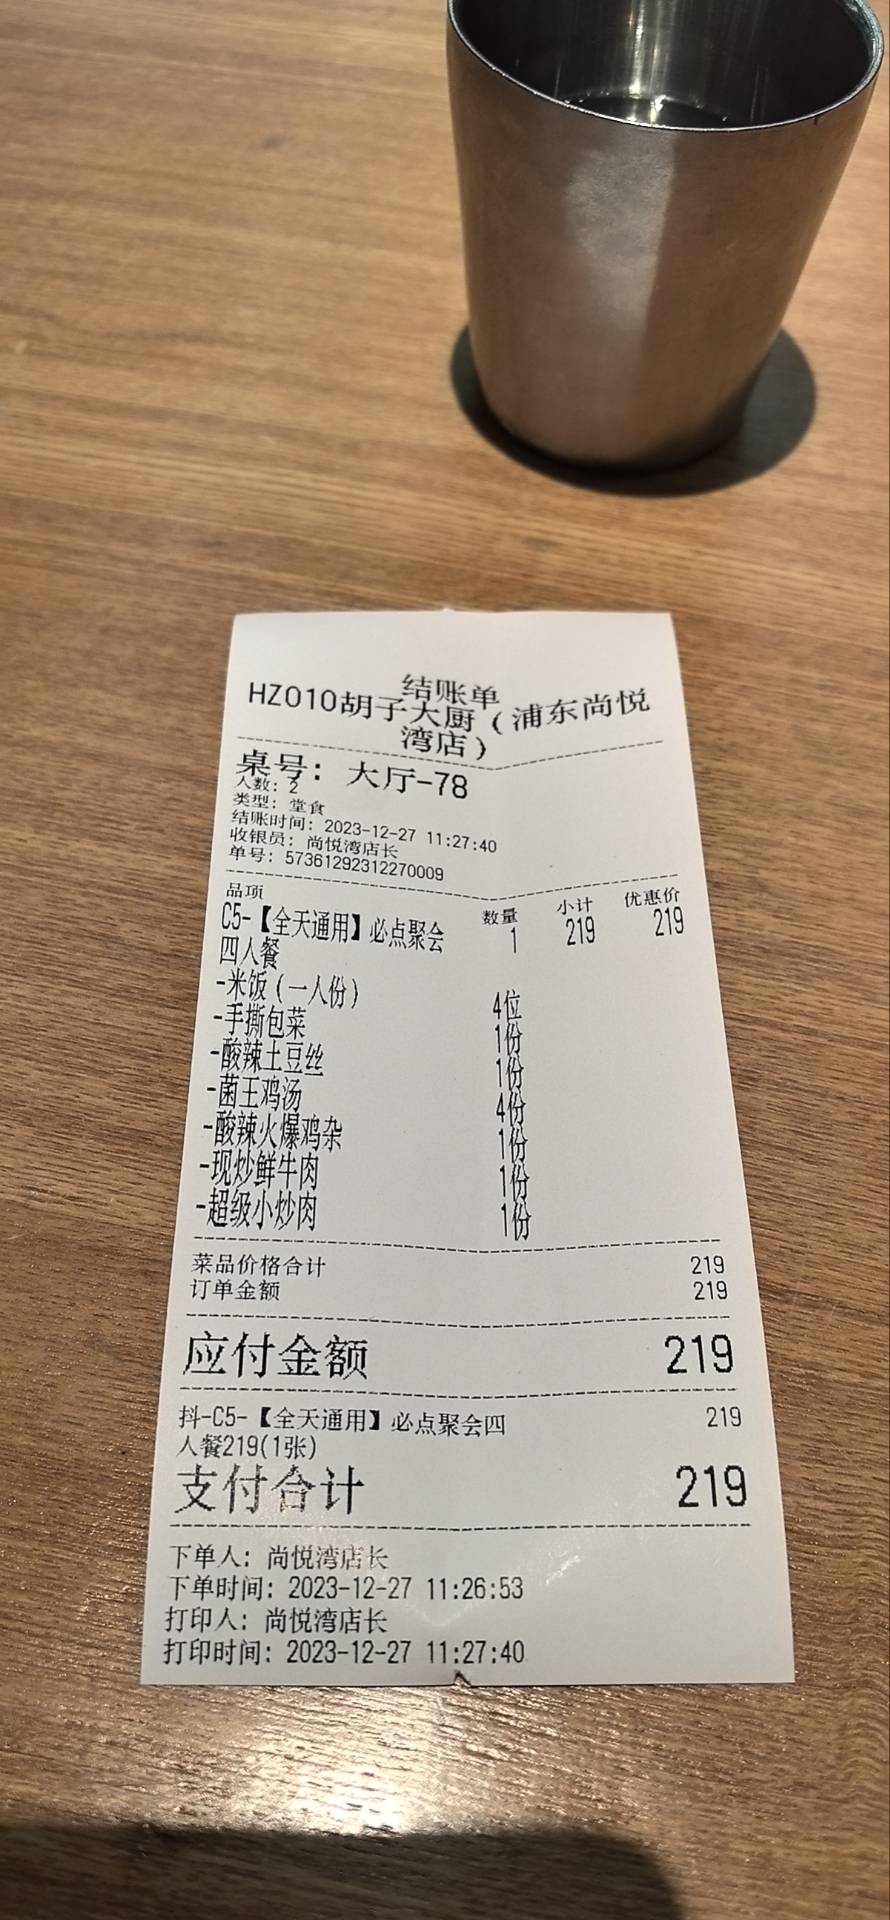 结账单
HZ010胡子大厨（浦东尚悦
湾店）
桌号: 大厅-78
人数: 2
类型: 堂食
结账时间: 2023-12-27 11:27:40
收银员: 尚悦湾店长
单号: 57361292312270009
品项 数量 小计 优惠价
C5-【全天通用】必点聚会 1 219 219
四人餐
-米饭(一人份) 4位
-手撕包菜 1份
-酸辣土豆丝 1份
-菌王鸡汤 4份
-酸辣火爆鸡杂 1份
-现炒鲜牛肉 1份
-超级小炒肉 1份
菜品价格合计 219
订单金额 219
应付金额 219
抖-C5-【全天通用】必点聚会四 219
人餐219(1张)
支付合计 219
下单人: 尚悦湾店长
下单时间: 2023-12-27 11:26:53
打印人: 尚悦湾店长
打印时间: 2023-12-27 11:27:40